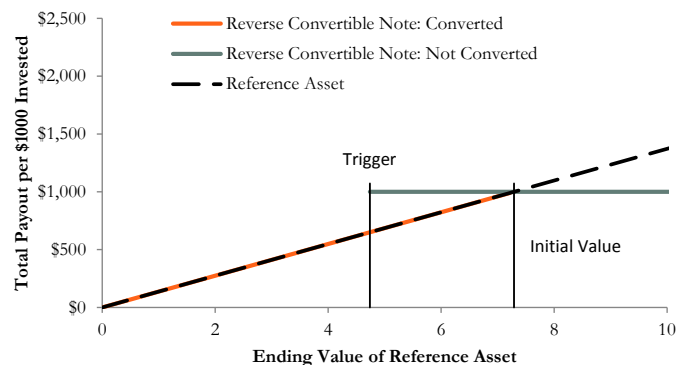 $2,500
$2,000
$1,500
$1,000
$500
$0
Total Payout per $1000 Invested
Reverse Convertible Note: Converted
Reverse Convertible Note: Not Converted
Reference Asset
Trigger
Initial Value
0 2 4 6 8 10
Ending Value of Reference Asset